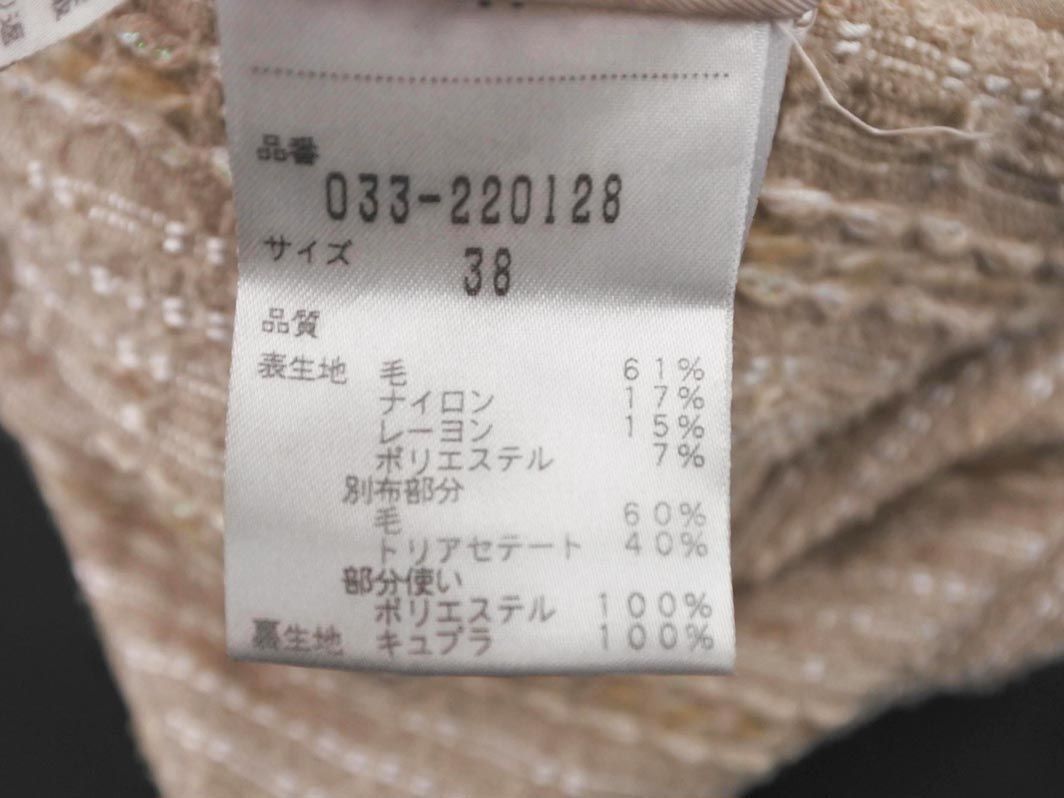 品番
033-220128
サイズ 38
品質
表生地 毛 61%
ナイロン 17%
レーヨン 15%
ポリエステル 7%
別布部分
毛 60%
トリアセテート 40%
部分使い
ポリエステル 100%
裏生地 キュプラ 100%